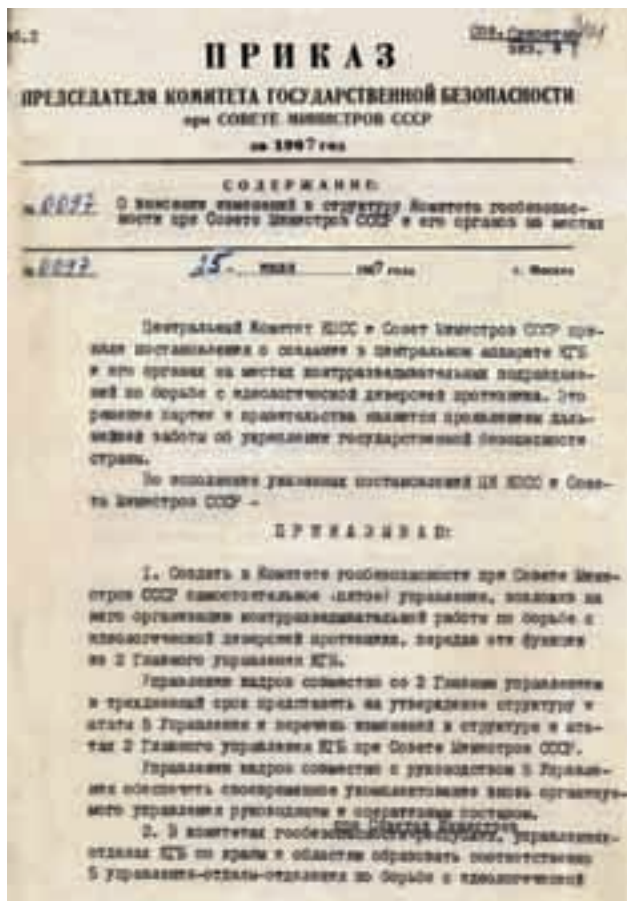 ПРИКАЗ
ПРЕДСЕДАТЕЛЯ КОМИТЕТА ГОСУДАРСТВЕННОЙ БЕЗОПАСНОСТИ
при СОВЕТЕ МИНИСТРОВ СССР
за 1967 год
СОДЕРЖАНИЕ:
№ 0097 О внесении изменений в структуру Комитета госбезопас-
ности при Совете Министров СССР и его органов на местах
№ 0097 25 июля 1967 года г. Москва
Центральный Комитет КПСС и Совет Министров СССР при-
няли постановления о создании в центральном аппарате КГБ
и его органах на местах контрразведывательных подразделе-
ний по борьбе с идеологической диверсией противника. Это
решение партии и правительства является проявлением даль-
нейшей заботы об укреплении государственной безопасности
страны.
Во исполнение указанных постановлений ЦК КПСС и Сове-
та Министров СССР -
ПРИКАЗЫВАЮ:
1. Создать в Комитете госбезопасности при Совете Минис-
тров СССР самостоятельное (пятое) управление, возложив на
него организацию контрразведывательной работы по борьбе с
идеологической диверсией противника, передав эти функции
из 2 Главного управления КГБ.
Управлению кадров совместно со 2 Главным управлением
в трехдневный срок представить на утверждение структуру и
штаты 5 Управления и перечень изменений в структуре и шта-
тах 2 Главного управления КГБ при Совете Министров СССР.
Управлению кадров совместно с руководством 5 Управле-
ния обеспечить своевременное укомплектование вновь организуе-
мого управления руководящим и оперативным составом.
2. В комитетах госбезопасности при Советах Министров республик, управлениях-
отделах КГБ по краям и областям образовать соответственно
5 управления-отделы-отделения по борьбе с идеологической